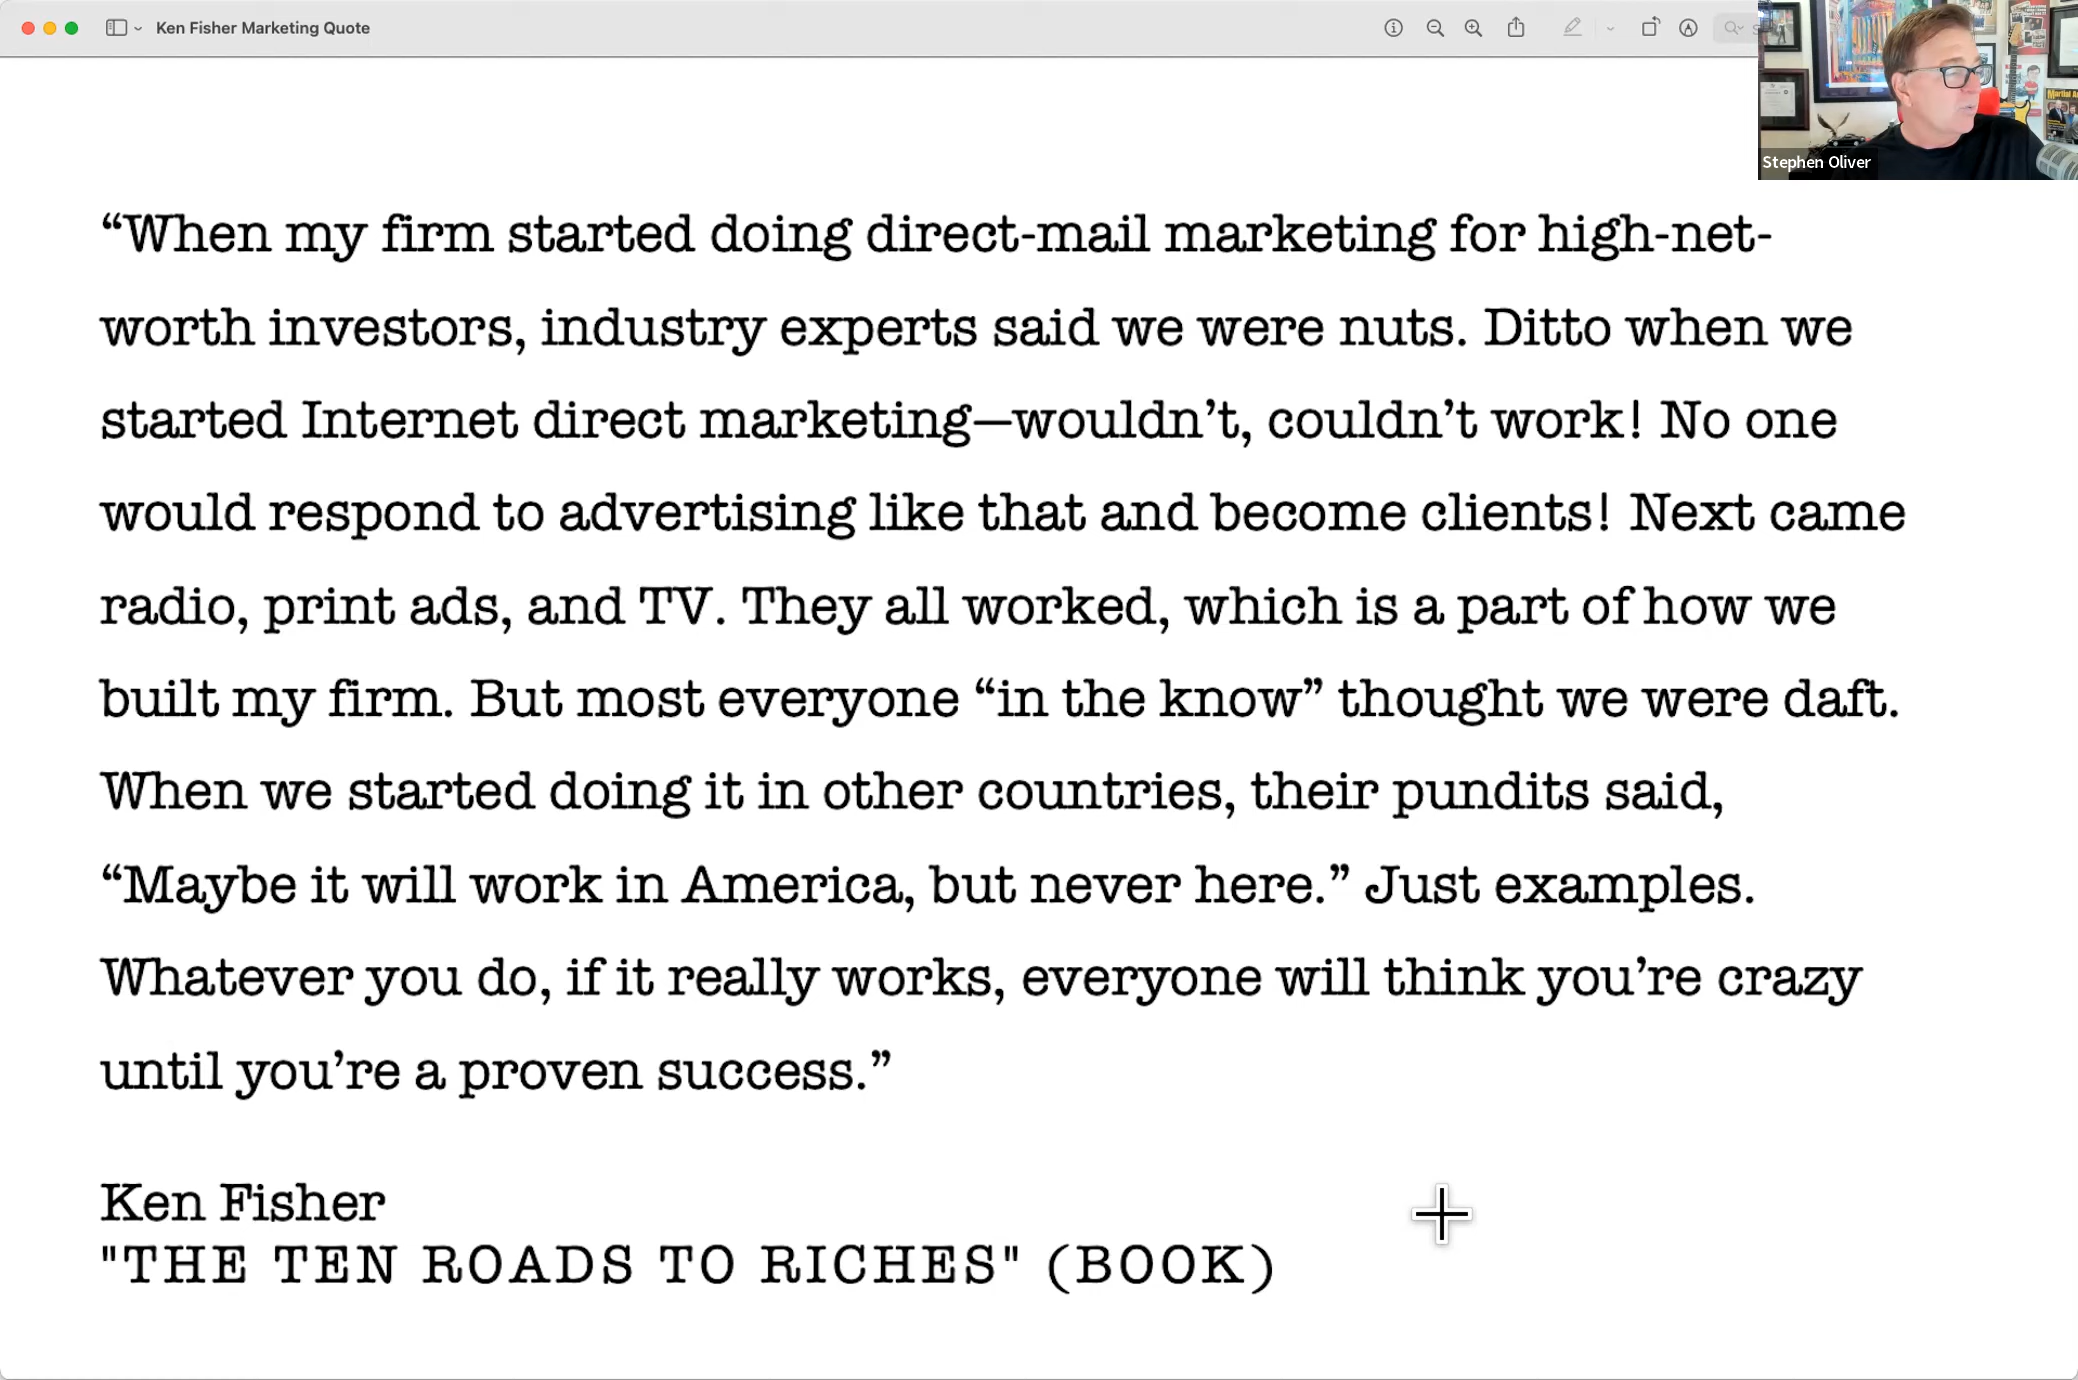 Ken Fisher Marketing Quote
Stephen Oliver
“When my firm started doing direct-mail marketing for high-net-
worth investors, industry experts said we were nuts. Ditto when we
started Internet direct marketing—wouldn’t, couldn’t work! No one
would respond to advertising like that and become clients! Next came
radio, print ads, and TV. They all worked, which is a part of how we
built my firm. But most everyone “in the know” thought we were daft.
When we started doing it in other countries, their pundits said,
“Maybe it will work in America, but never here.” Just examples.
Whatever you do, if it really works, everyone will think you’re crazy
until you’re a proven success.”
Ken Fisher
"THE TEN ROADS TO RICHES" (BOOK)